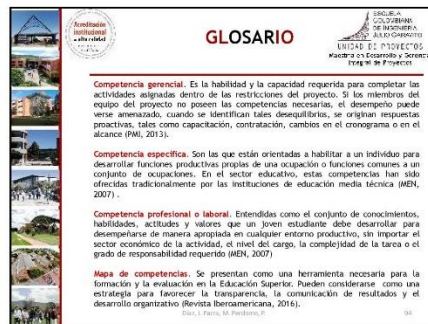 Acreditación
institucional
de alta calidad
GLOSARIO
ESCUELA
COLOMBIANA
DE INGENIERÍA
JULIO GARAVITO
UNIDAD DE PROYECTOS
Maestría en Desarrollo y Gerencia
Integral de Proyectos
Competencia gerencial. Es la habilidad y la capacidad requerida para completar las
actividades asignadas dentro de las restricciones del proyecto. Si los miembros del
equipo del proyecto no poseen las competencias necesarias, el desempeño puede
verse amenazado, cuando se identifican tales desequilibrios, se originan respuestas
proactivas, tales como capacitación, contratación, cambios en el cronograma o en el
alcance (PMI, 2013).
Competencia específica. Son las que están orientadas a habilitar a un individuo para
desarrollar funciones productivas propias de una ocupación o funciones comunes a un
conjunto de ocupaciones. En el sector educativo, estas competencias han sido
ofrecidas tradicionalmente por las instituciones de educación media técnica (MEN,
2007) .
Competencia profesional o laboral. Entendidas como el conjunto de conocimientos,
habilidades, actitudes y valores que un joven estudiante debe desarrollar para
desempeñarse de manera apropiada en cualquier entorno productivo, sin importar el
sector económico de la actividad, el nivel del cargo, la complejidad de la tarea o el
grado de responsabilidad requerido (MEN, 2007)
Mapa de competencias. Se presentan como una herramienta necesaria para la
formación y la evaluación en la Educación Superior. Pueden considerarse como una
estrategia para favorecer la transparencia, la comunicación de resultados y el
desarrollo organizativo (Revista Iberoamericana, 2016).
Díaz, J. Parra, M. Perdomo, P.
94